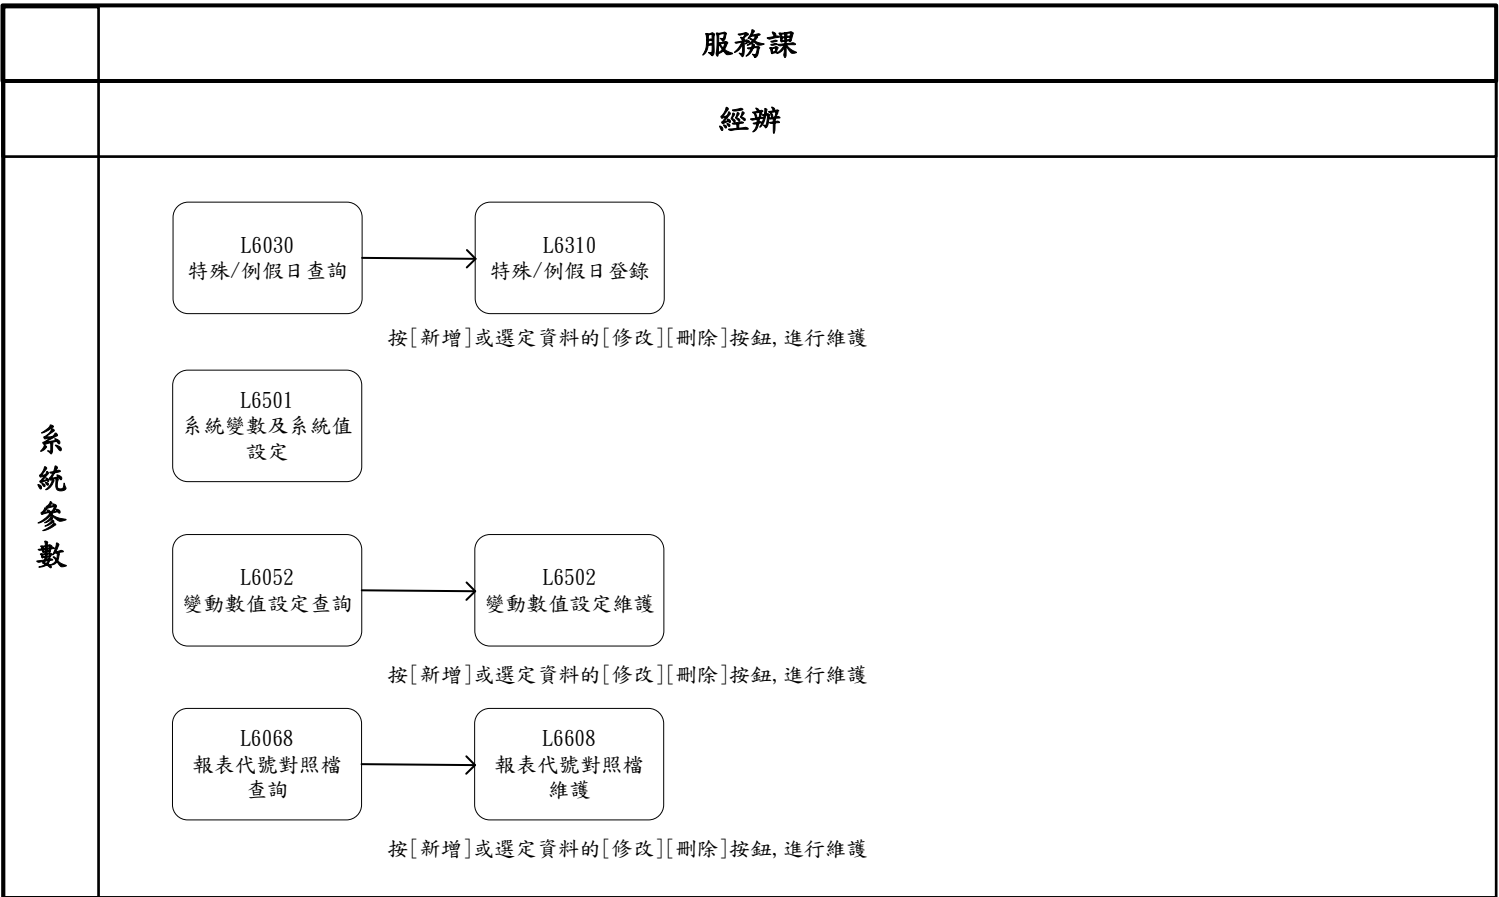 服務課
經辦
系
統
參
數
L6030
特殊/例假日查詢
L6310
特殊/例假日登錄
按[新增]或選定資料的[修改][刪除]按鈕,進行維護
L6501
系統變數及系統值
設定
L6052
變動數值設定查詢
L6502
變動數值設定維護
按[新增]或選定資料的[修改][刪除]按鈕,進行維護
L6068
報表代號對照檔
查詢
L6608
報表代號對照檔
維護
按[新增]或選定資料的[修改][刪除]按鈕,進行維護